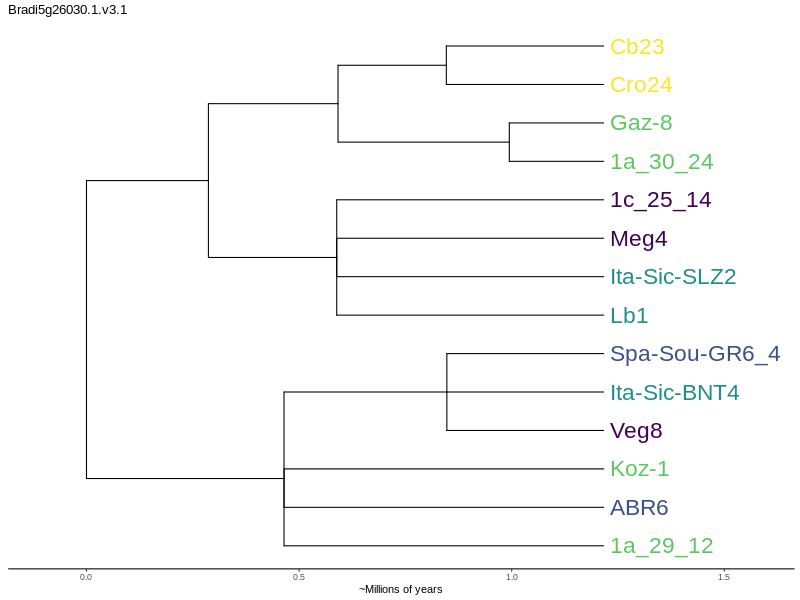 Bradi5g26030.1.v3.1
Cb23
Cro24
Gaz-8
1a_30_24
1c_25_14
Meg4
Ita-Sic-SLZ2
Lb1
Spa-Sou-GR6_4
Ita-Sic-BNT4
Veg8
Koz-1
ABR6
1a_29_12
0.0 0.5 1.0 1.5
~Millions of years